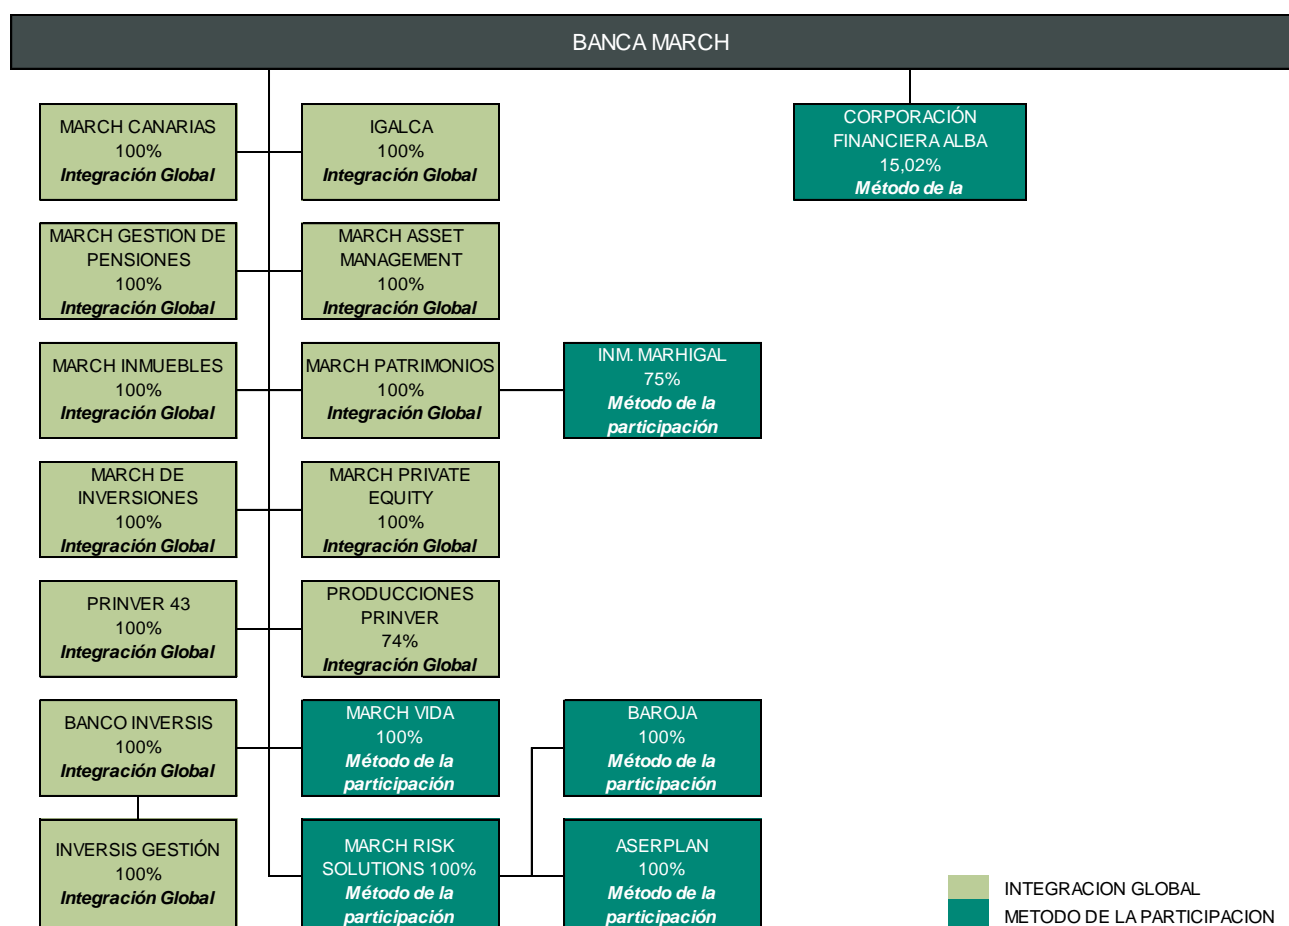 BANCA MARCH
MARCH CANARIAS
100%
Integración Global
IGALCA
100%
Integración Global
CORPORACIÓN
FINANCIERA ALBA
15,02%
Método de la
MARCH GESTION DE
PENSIONES
100%
Integración Global
MARCH ASSET
MANAGEMENT
100%
Integración Global
MARCH INMUEBLES
100%
Integración Global
MARCH PATRIMONIOS
100%
Integración Global
INM. MARHIGAL
75%
Método de la
participación
MARCH DE
INVERSIONES
100%
Integración Global
MARCH PRIVATE
EQUITY
100%
Integración Global
PRINVER 43
100%
Integración Global
PRODUCCIONES
PRINVER
74%
Integración Global
BANCO INVERSIS
100%
Integración Global
MARCH VIDA
100%
Método de la
participación
BAROJA
100%
Método de la
participación
INVERSIS GESTIÓN
100%
Integración Global
MARCH RISK
SOLUTIONS 100%
Método de la
participación
ASERPLAN
100%
Método de la
participación
INTEGRACION GLOBAL
METODO DE LA PARTICIPACION